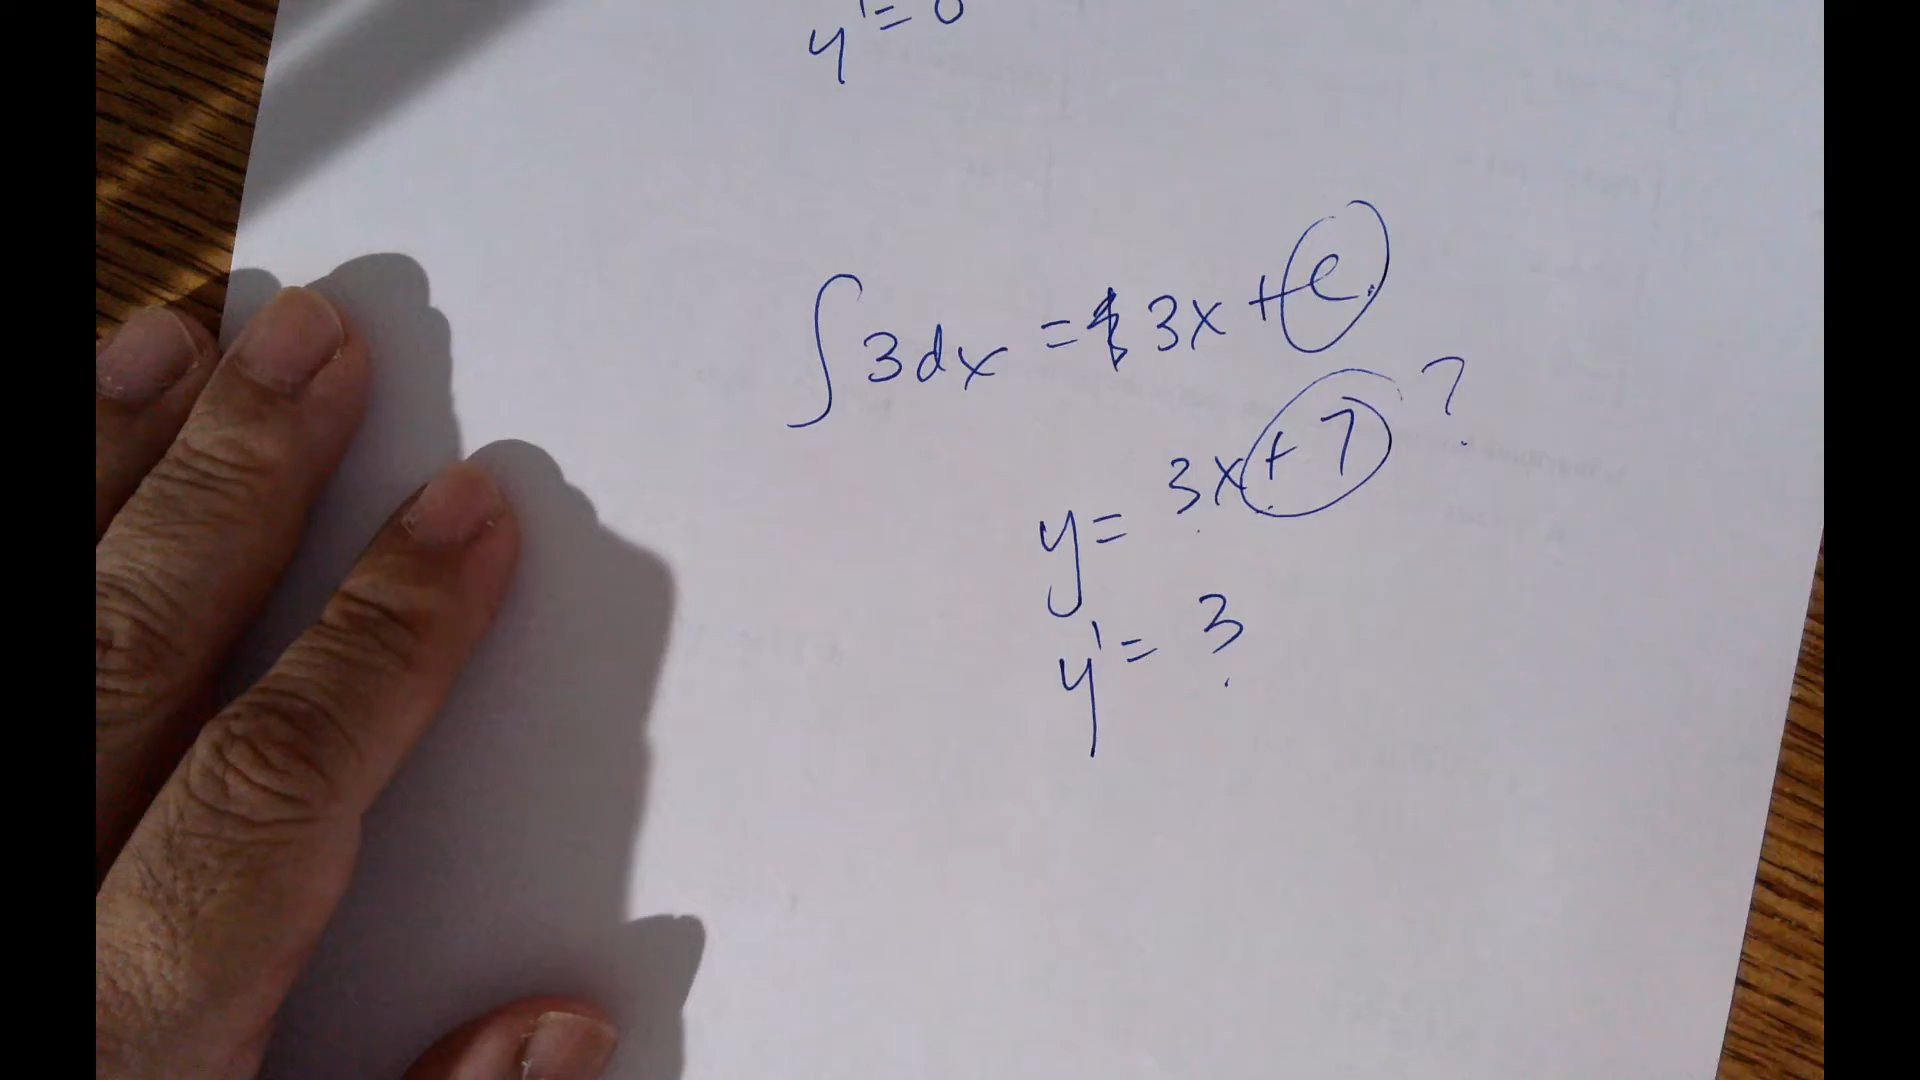 y' = 0
∫ 3dx = 3x + c
y = 3x + 7 ?
y' = 3